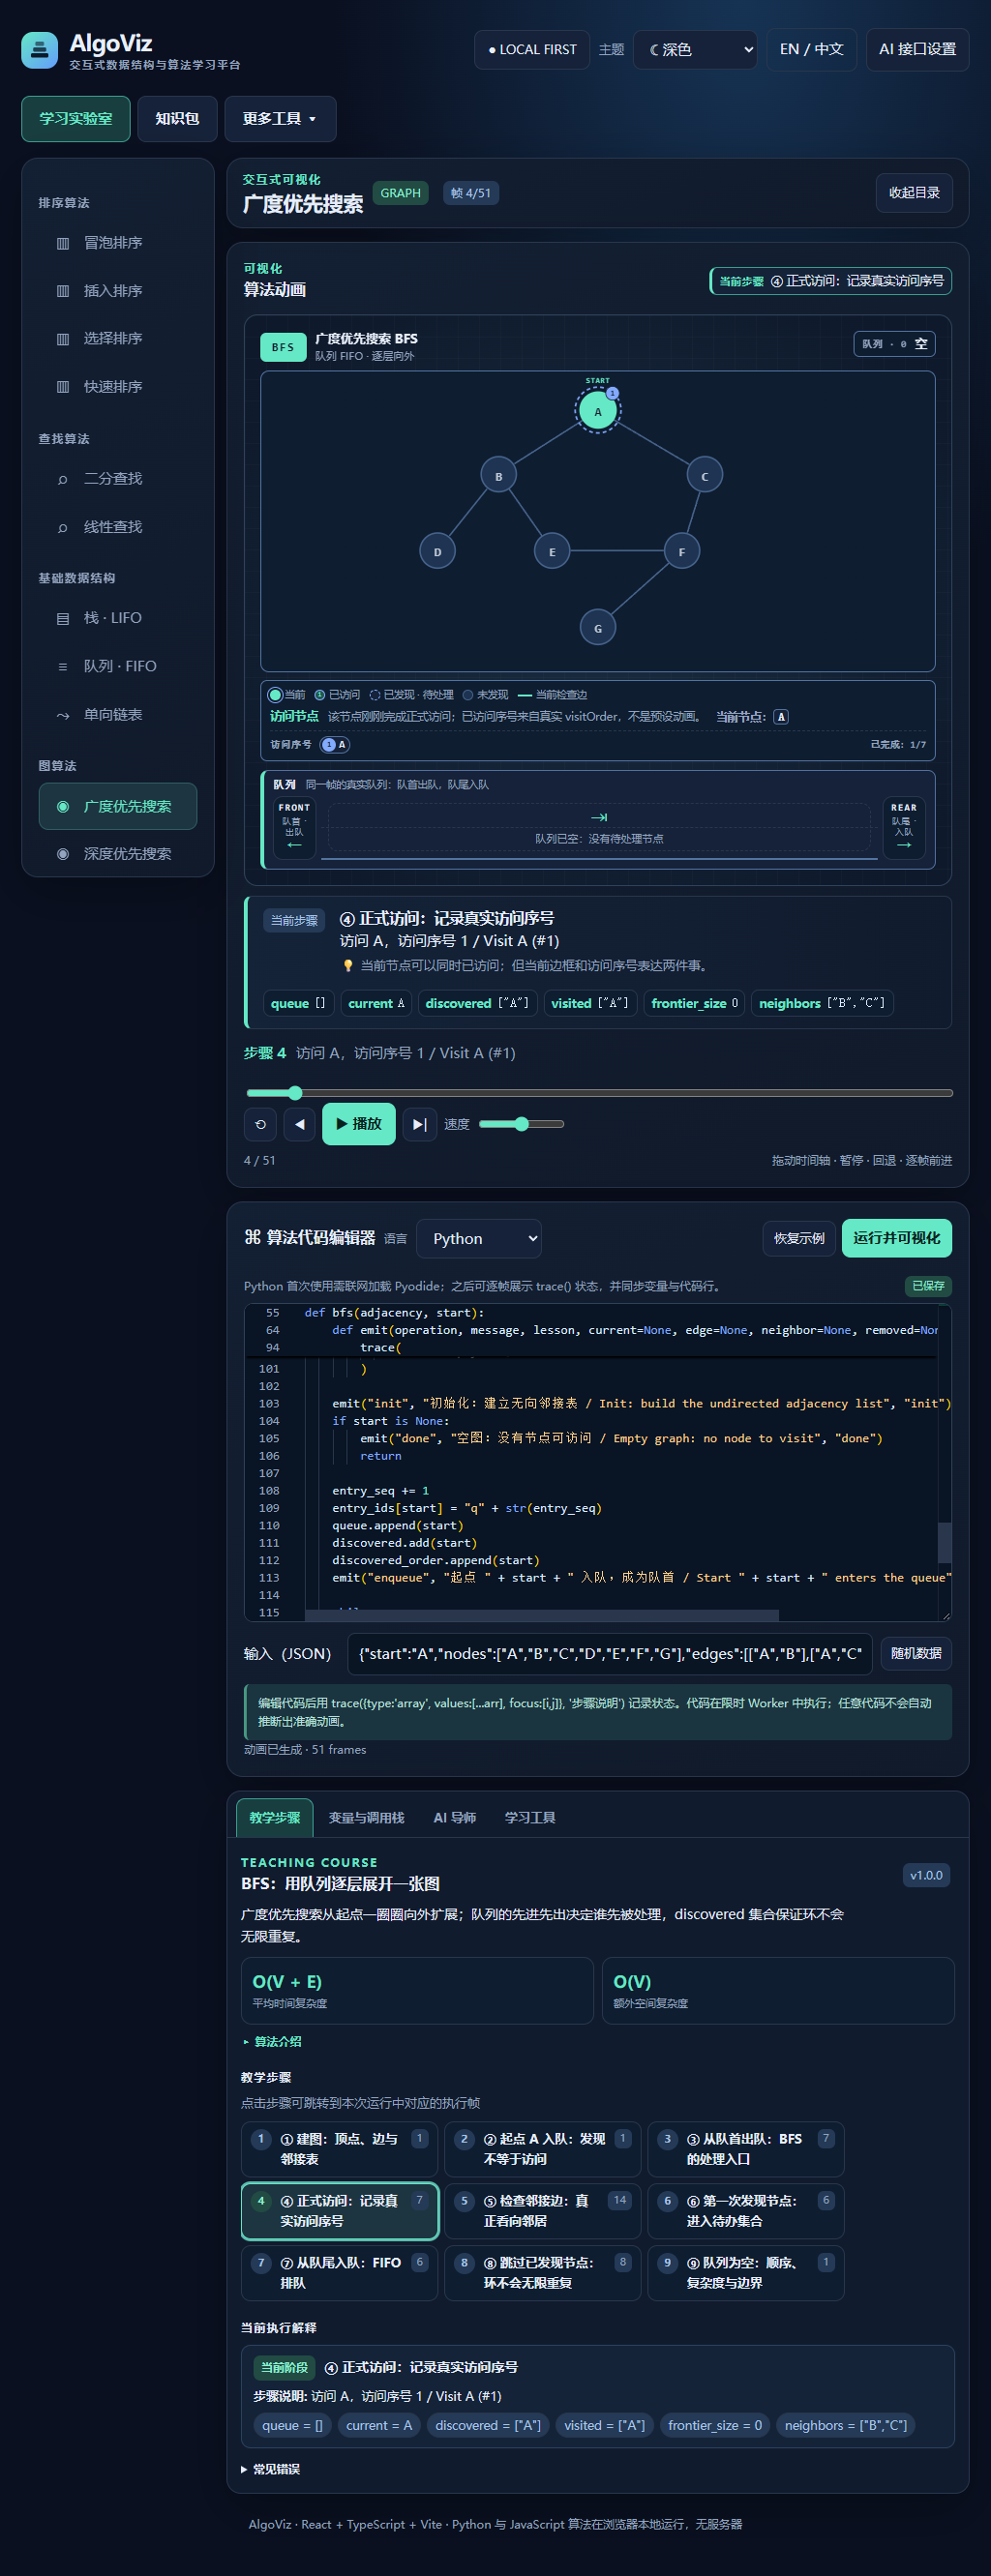 AlgoViz
交互式数据结构与算法学习平台
● LOCAL FIRST
主题
☾ 深色
EN / 中文
AI 接口设置
学习实验室
知识包
更多工具 ▾
排序算法
▥ 冒泡排序
▥ 插入排序
▥ 选择排序
▥ 快速排序
查找算法
⌕ 二分查找
⌕ 线性查找
基础数据结构
▤ 栈 · LIFO
≡ 队列 · FIFO
⤳ 单向链表
图算法
◉ 广度优先搜索
◉ 深度优先搜索
交互式可视化
广度优先搜索
GRAPH
帧 4/51
收起目录
可视化
算法动画
当前步骤 ④ 正式访问：记录真实访问序号
BFS
广度优先搜索 BFS
队列 FIFO · 逐层向外
队列 · 0 空
START
1
A
B
C
D
E
F
G
当前
1 已访问
已发现 · 待处理
未发现
当前检查边
访问节点 该节点刚刚完成正式访问；已访问序号来自真实 visitOrder，不是预设动画。 当前节点： A
访问序号 1 A
已完成：1/7
队列 同一帧的真实队列：队首出队，队尾入队
FRONT
队首 · 出队
←
⇥
队列已空：没有待处理节点
REAR
队尾 · 入队
→
当前步骤
④ 正式访问：记录真实访问序号
访问 A，访问序号 1 / Visit A (#1)
💡 当前节点可以同时已访问；但当前边框和访问序号表达两件事。
queue []
current A
discovered ["A"]
visited ["A"]
frontier_size 0
neighbors ["B","C"]
步骤 4 访问 A，访问序号 1 / Visit A (#1)
⟲
◀
▶ 播放
▶|
速度
4 / 51
拖动时间轴 · 暂停 · 回退 · 逐帧前进
⌘ 算法代码编辑器
语言
Python
恢复示例
运行并可视化
Python 首次使用需联网加载 Pyodide；之后可逐帧展示 trace() 状态，并同步变量与代码行。
已保存
55 def bfs(adjacency, start):
64 def emit(operation, message, lesson, current=None, edge=None, neighbor=None, removed=Non
94 trace(
101 )
102
103 emit("init", "初始化：建立无向邻接表 / Init: build the undirected adjacency list", "init")
104 if start is None:
105 emit("done", "空图：没有节点可访问 / Empty graph: no node to visit", "done")
106 return
107
108 entry_seq += 1
109 entry_ids[start] = "q" + str(entry_seq)
110 queue.append(start)
111 discovered.add(start)
112 discovered_order.append(start)
113 emit("enqueue", "起点 " + start + " 入队，成为队首 / Start " + start + " enters the queue"
114
115
输入（JSON）
{"start":"A","nodes":["A","B","C","D","E","F","G"],"edges":[["A","B"],["A","C"
随机数据
编辑代码后用 trace({type:'array', values:[...arr], focus:[i,j]}, '步骤说明') 记录状态。代码在限时 Worker 中执行；任意代码不会自动
推断出准确动画。
动画已生成 · 51 frames
教学步骤
变量与调用栈
AI 导师
学习工具
TEACHING COURSE
BFS：用队列逐层展开一张图
v1.0.0
广度优先搜索从起点一圈圈向外扩展；队列的先进先出决定谁先被处理，discovered 集合保证环不会
无限重复。
O(V + E)
平均时间复杂度
O(V)
额外空间复杂度
▸ 算法介绍
教学步骤
点击步骤可跳转到本次运行中对应的执行帧
1 ① 建图：顶点、边与 1
邻接表
2 ② 起点 A 入队：发现 1
不等于访问
3 ③ 从队首出队：BFS 7
的处理入口
4 ④ 正式访问：记录真 7
实访问序号
5 ⑤ 检查邻接边：真 14
正看向邻居
6 ⑥ 第一次发现节点： 6
进入待办集合
7 ⑦ 从队尾入队：FIFO 6
排队
8 ⑧ 跳过已发现节点： 8
环不会无限重复
9 ⑨ 队列为空：顺序、 1
复杂度与边界
当前执行解释
当前阶段 ④ 正式访问：记录真实访问序号
步骤说明: 访问 A，访问序号 1 / Visit A (#1)
queue = []
current = A
discovered = ["A"]
visited = ["A"]
frontier_size = 0
neighbors = ["B","C"]
▶ 常见错误
AlgoViz · React + TypeScript + Vite · Python 与 JavaScript 算法在浏览器本地运行，无服务器